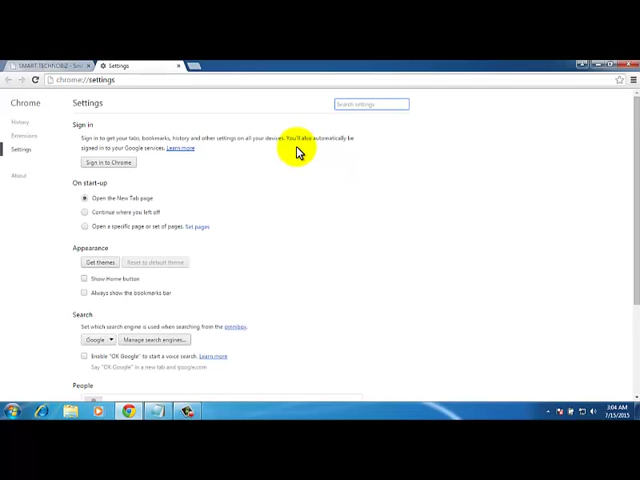 SMART TECHNOBIZ - Smar
Settings
chrome://settings
Chrome
Settings
Search settings
History
Extensions
Settings
About
Sign in
Sign in to get your tabs, bookmarks, history and other settings on all your devices. You'll also automatically be
signed in to your Google services. Learn more
Sign in to Chrome
On start-up
Open the New Tab page
Continue where you left off
Open a specific page or set of pages. Set pages
Appearance
Get themes
Reset to default theme
Show Home button
Always show the bookmarks bar
Search
Set which search engine is used when searching from the omnibox.
Google
Manage search engines...
Enable "OK Google" to start a voice search. Learn more
Say "OK Google" in a new tab and google.com
People
3:04 AM
7/15/2015